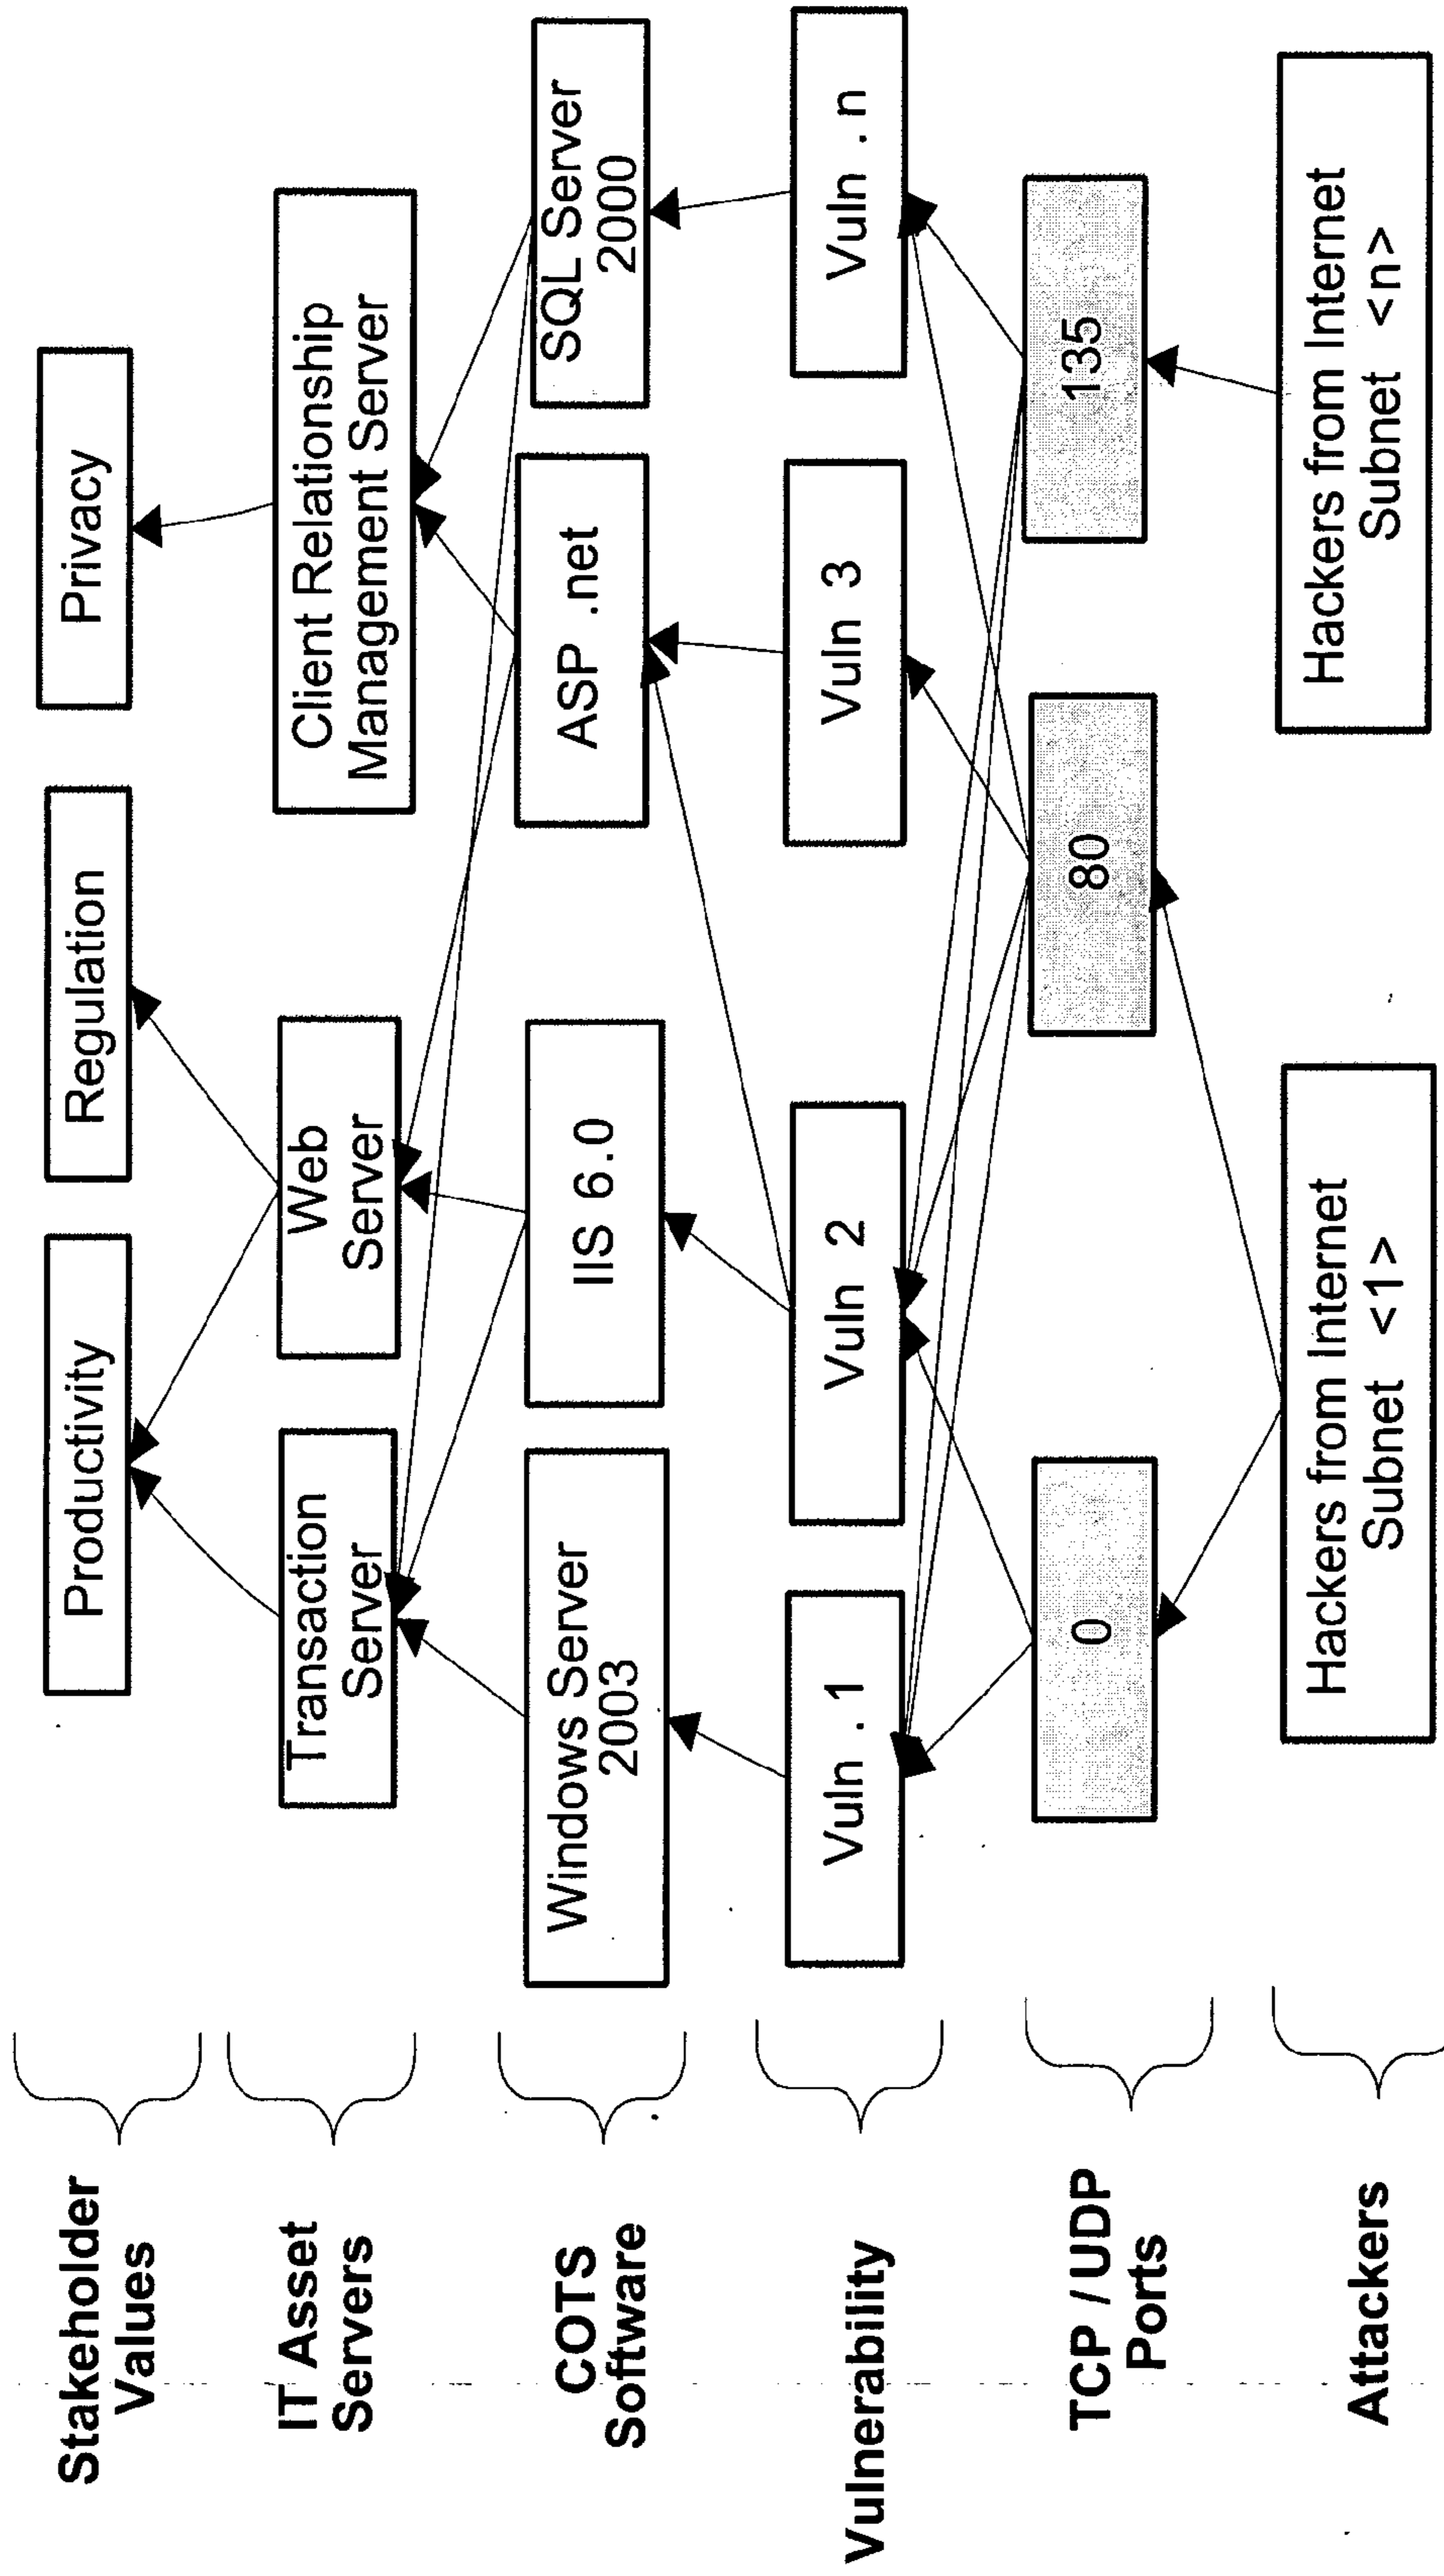 Stakeholder
Values
Productivity
Regulation
Privacy
IT Asset
Servers
Transaction
Server
Web
Server
Client Relationship
Management Server
COTS
Software
Windows Server
2003
IIS 6.0
ASP .net
SQL Server
2000
Vulnerability
Vuln . 1
Vuln 2
Vuln 3
Vuln . n
TCP / UDP
Ports
0
80
135
Attackers
Hackers from Internet
Subnet <1>
Hackers from Internet
Subnet <n>